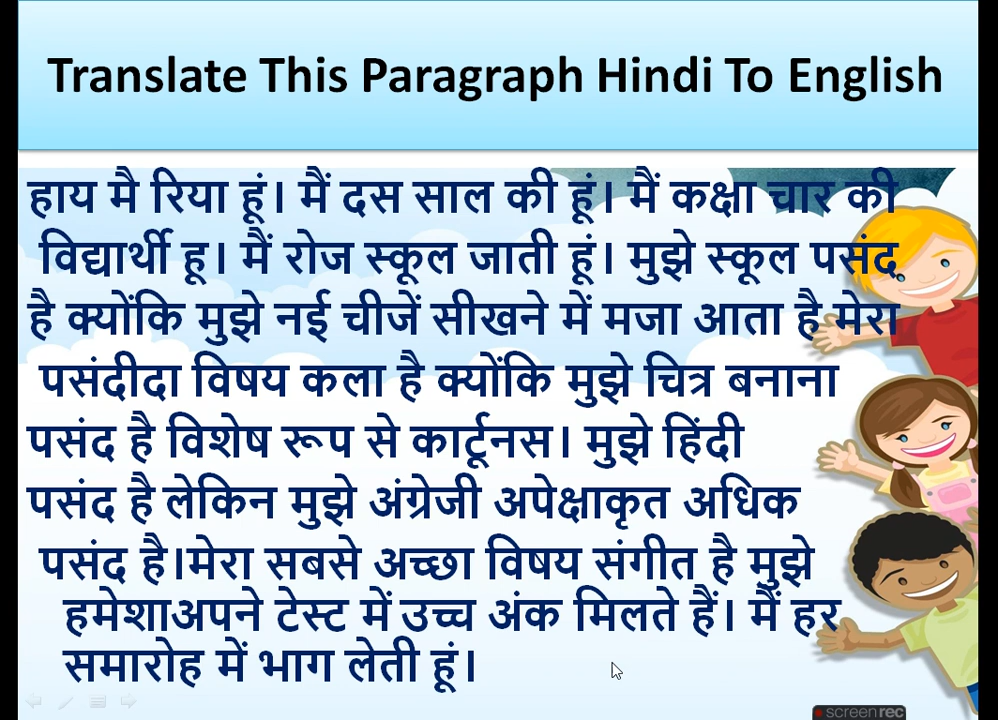 Translate This Paragraph Hindi To English
हाय मै रिया हूं। मैं दस साल की हूं। मैं कक्षा चार की
विद्यार्थी हू। मैं रोज स्कूल जाती हूं। मुझे स्कूल पसंद
है क्योंकि मुझे नई चीजें सीखने में मजा आता है मेरा
पसंदीदा विषय कला है क्योंकि मुझे चित्र बनाना
पसंद है विशेष रूप से कार्टूनस। मुझे हिंदी
पसंद है लेकिन मुझे अंग्रेजी अपेक्षाकृत अधिक
पसंद है।मेरा सबसे अच्छा विषय संगीत है मुझे
हमेशाअपने टेस्ट में उच्च अंक मिलते हैं। मैं हर
समारोह में भाग लेती हूं।
screenrec